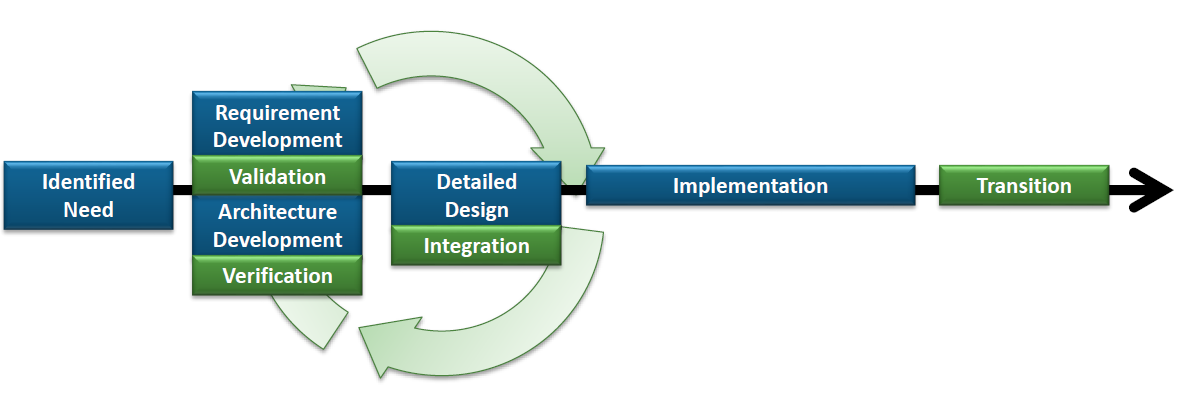 Identified
Need
Requirement
Development
Validation
Architecture
Development
Verification
Detailed
Design
Integration
Implementation
Transition